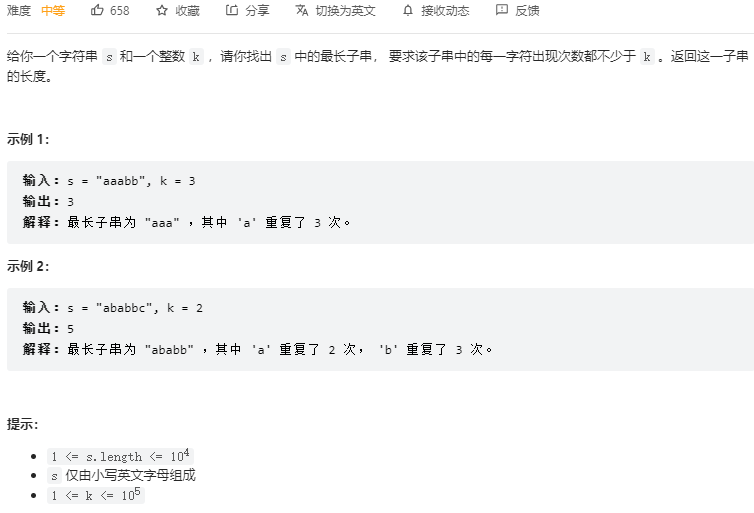 难度 中等 658 收藏 分享 切换为英文 接收动态 反馈
给你一个字符串 s 和一个整数 k ，请你找出 s 中的最长子串， 要求该子串中的每一字符出现次数都不少于 k 。返回这一子串
的长度。
示例 1：
输入：s = "aaabb", k = 3
输出：3
解释：最长子串为 "aaa" ，其中 'a' 重复了 3 次。
示例 2：
输入：s = "ababbc", k = 2
输出：5
解释：最长子串为 "ababb" ，其中 'a' 重复了 2 次， 'b' 重复了 3 次。
提示：
• 1 <= s.length <= 10⁴
• s 仅由小写英文字母组成
• 1 <= k <= 10⁵